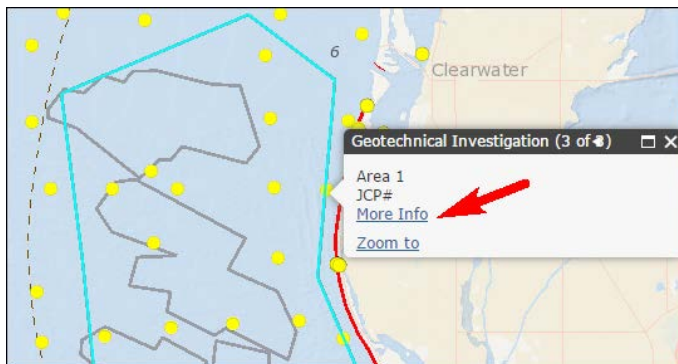 6
Clearwater
Geotechnical Investigation (3 of
Area 1
JCP#
More Info
Zoom to